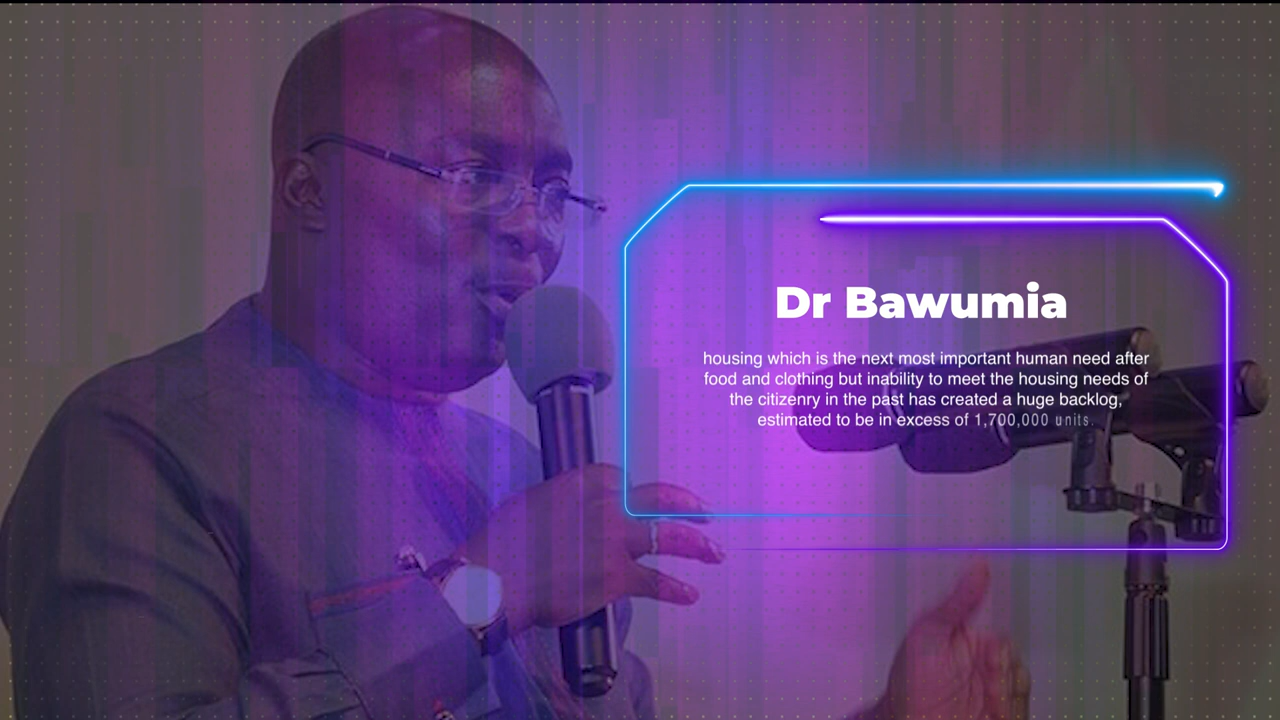 Dr Bawumia
housing which is the next most important human need after
food and clothing but inability to meet the housing needs of
the citizenry in the past has created a huge backlog,
estimated to be in excess of 1,700,000 units.